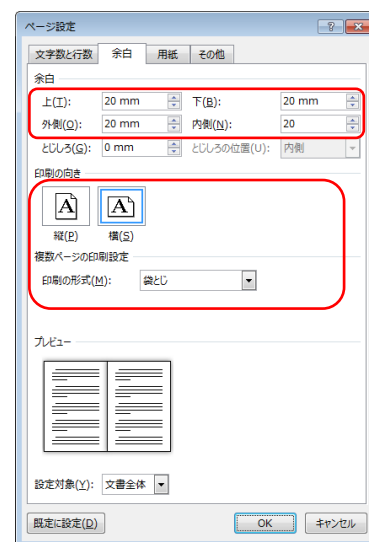 ページ設定
文字数と行数 余白 用紙 その他
余白
上(T): 20 mm 下(B): 20 mm
外側(O): 20 mm 内側(N): 20
とじしろ(G): 0 mm とじしろの位置(U): 内側
印刷の向き
A A
縦(P) 横(S)
複数ページの印刷設定
印刷の形式(M): 袋とじ
プレビュー
設定対象(Y): 文書全体
既定に設定(D) OK キャンセル